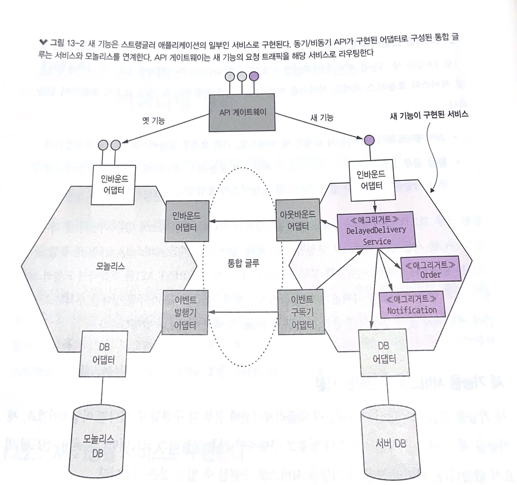 그림 13-2 새 기능은 스트랭글러 애플리케이션의 일부인 서비스로 구현된다. 동기/비동기 API가 구현된 어댑터로 구성된 통합 글
루는 서비스와 모놀리스를 연계한다. API 게이트웨이는 새 기능의 요청 트래픽을 해당 서비스로 라우팅한다
API 게이트웨이
옛 기능
새 기능
새 기능이 구현된 서비스
인바운드
어댑터
인바운드
어댑터
인바운드
어댑터
아웃바운드
어댑터
≪애그리거트≫
DelayedDelivery
Service
모놀리스
통합 글루
≪애그리거트≫
Order
이벤트
발행기
어댑터
이벤트
구독기
어댑터
≪애그리거트≫
Notification
DB
어댑터
DB
어댑터
모놀리스
DB
서버 DB